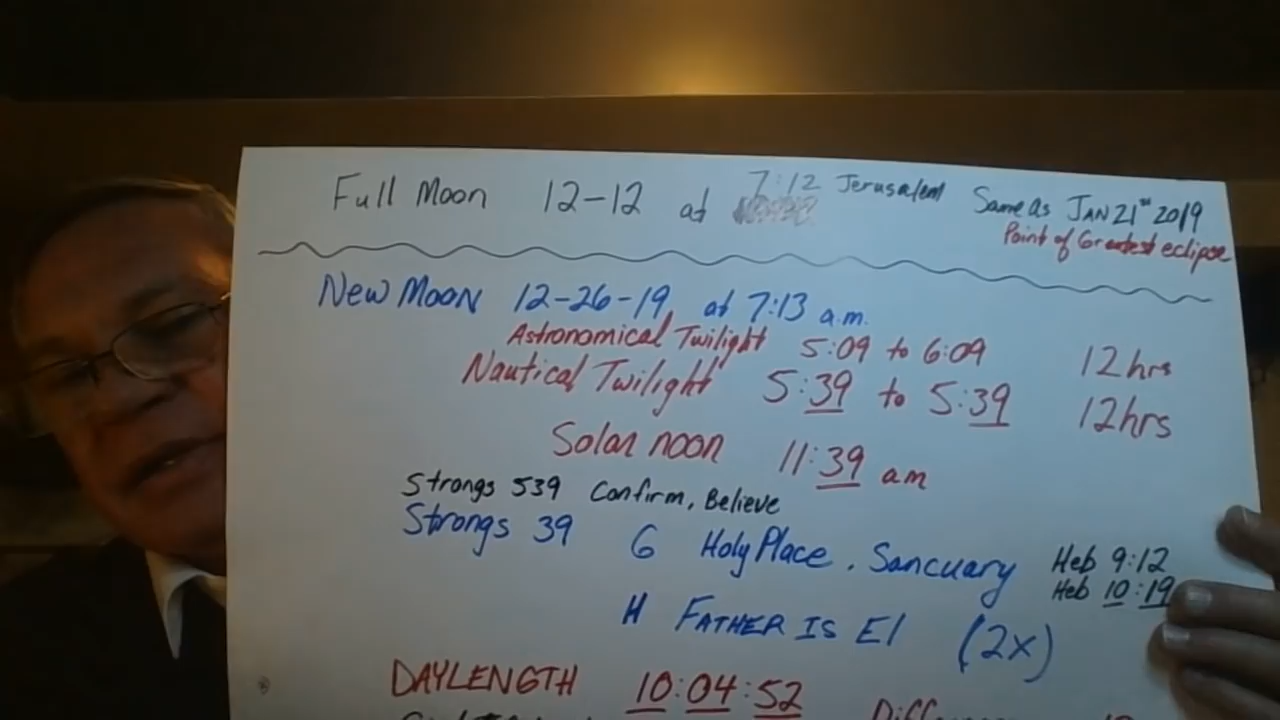 Full Moon 12-12 at 7:12 Jerusalem Same as JAN 21st 2019
Point of Greatest eclipse
New Moon 12-26-19 at 7:13 a.m.
Astronomical Twilight 5:09 to 6:09 12 hrs
Nautical Twilight 5:39 to 5:39 12 hrs
Solar noon 11:39 am
Strongs 539 Confirm, Believe
Strongs 39 G Holy Place. Sancuary Heb 9:12
Heb 10:19
H FATHER IS El (2x)
DAYLENGTH 10:04:52